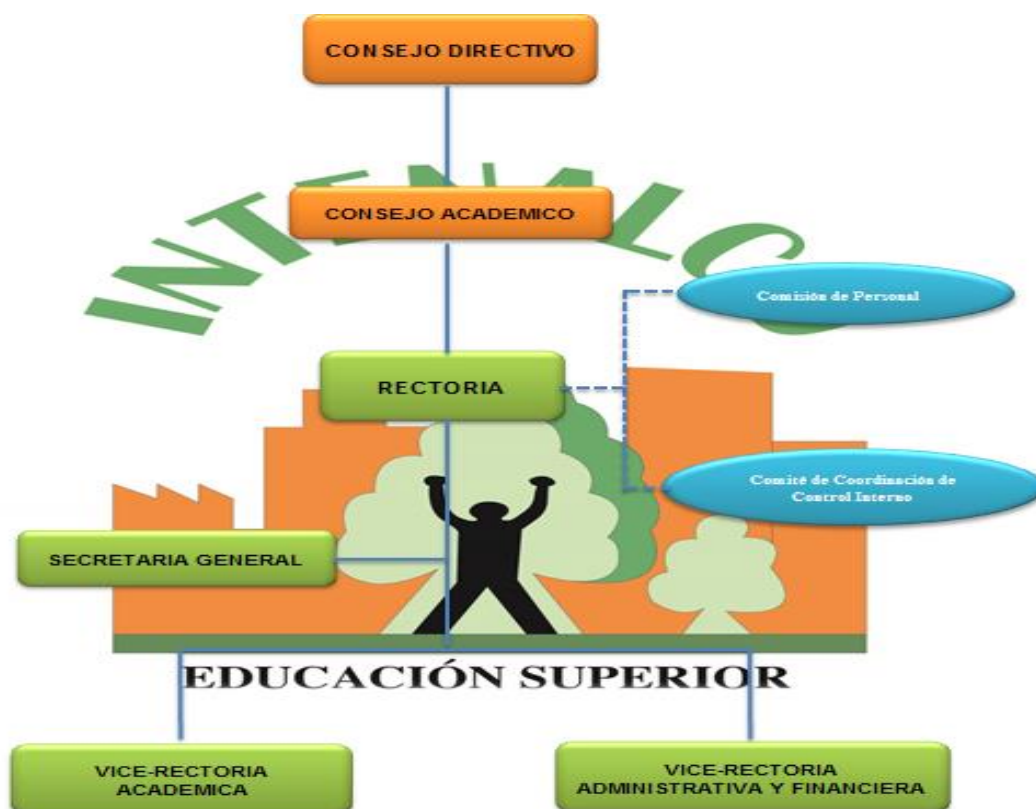 CONSEJO DIRECTIVO
INTENALCO
CONSEJO ACADEMICO
Comisión de Personal
RECTORIA
Comité de Coordinación de
Control Interno
SECRETARIA GENERAL
EDUCACIÓN SUPERIOR
VICE-RECTORIA
ACADEMICA
VICE-RECTORIA
ADMINISTRATIVA Y FINANCIERA